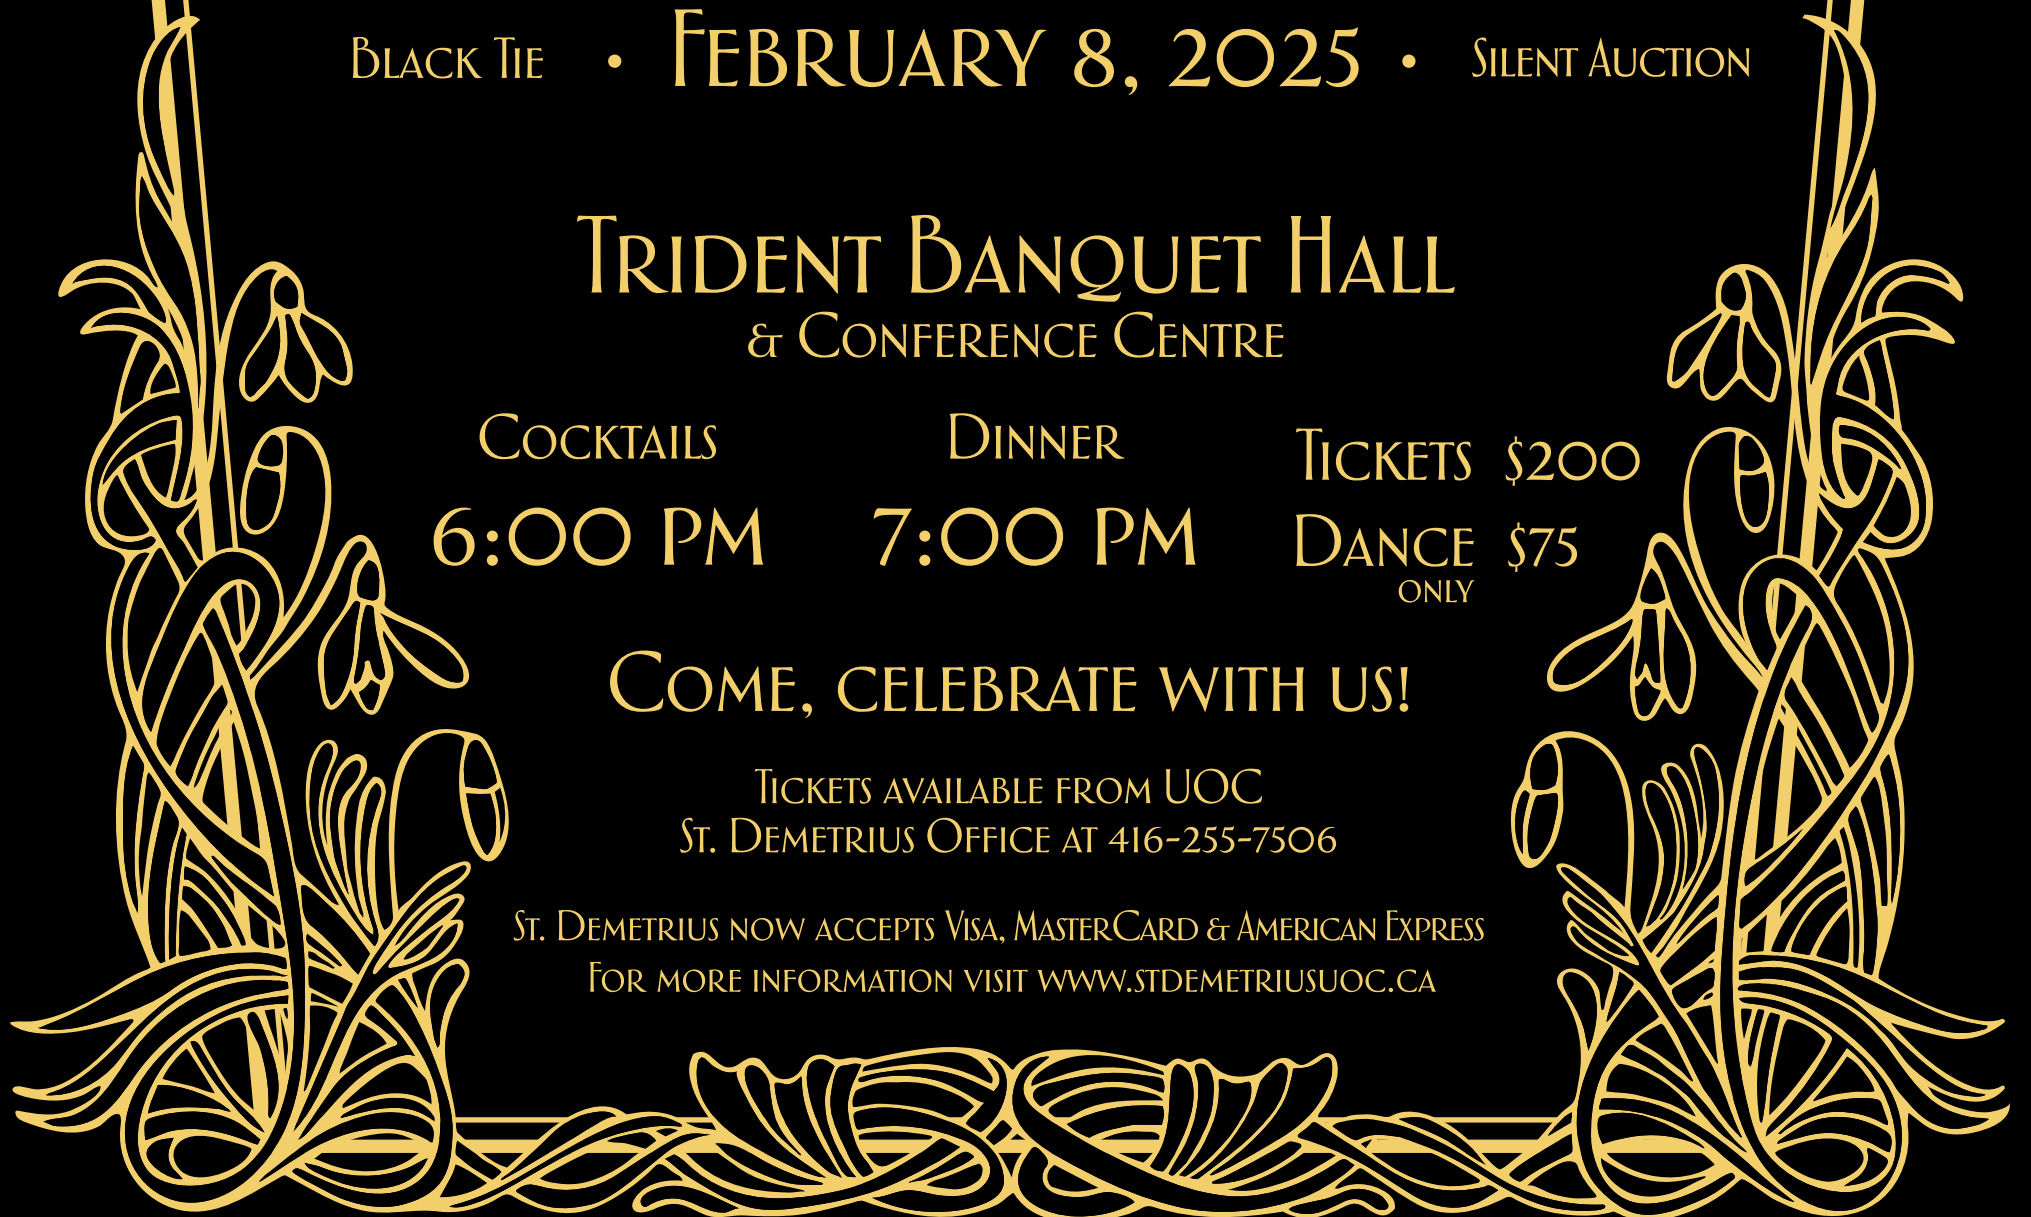 Black Tie • February 8, 2025 • Silent Auction
Trident Banquet Hall
& Conference Centre
Cocktails
6:00 PM
Dinner
7:00 PM
Tickets $200
Dance $75
only
Come, celebrate with us!
Tickets available from UOC
St. Demetrius Office at 416-255-7506
St. Demetrius now accepts Visa, MasterCard & American Express
For more information visit www.stdemetriusuoc.ca